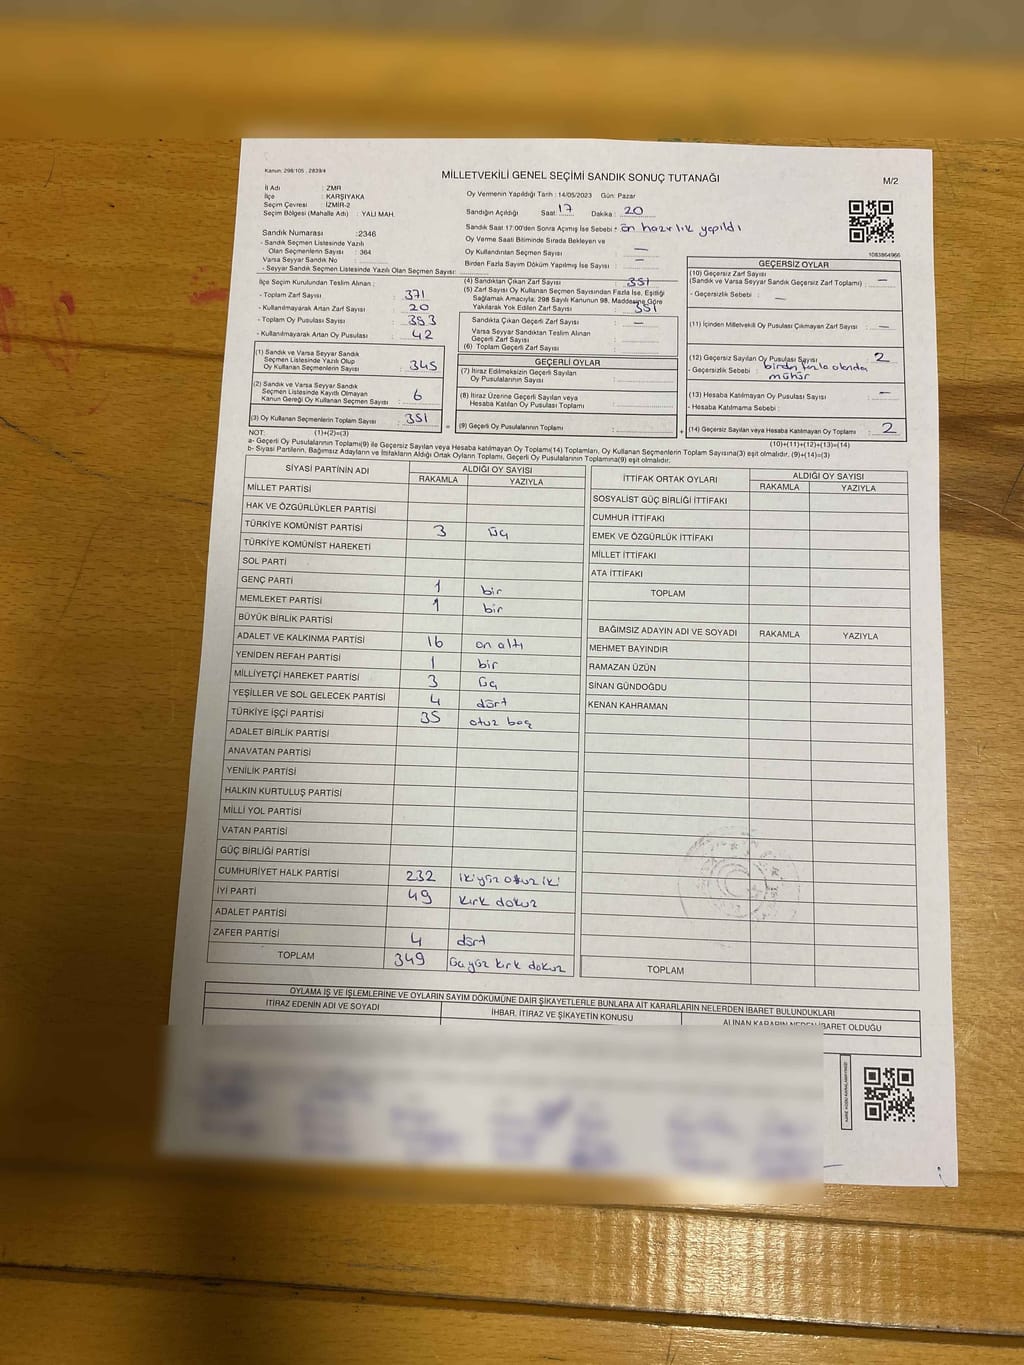 Kanun: 298/105 , 2839/4
MİLLETVEKİLİ GENEL SEÇİMİ SANDIK SONUÇ TUTANAĞI
M/2
İl Adı : ZMR
İlçe : KARŞIYAKA
Seçim Çevresi : İZMİR-2
Seçim Bölgesi (Mahalle Adı) : YALI MAH.
Sandık Numarası :2346
- Sandık Seçmen Listesinde Yazılı
Olan Seçmenlerin Sayısı : 364
Varsa Seyyar Sandık No :
- Seyyar Sandık Seçmen Listesinde Yazılı Olan Seçmen Sayısı:
Oy Vermenin Yapıldığı Tarih : 14/05/2023 Gün: Pazar
Sandığın Açıldığı Saat: 17 Dakika : 20
Sandık Saat 17:00'den Sonra Açımış İse Sebebi : ön hazırlık yapıldı
Oy Verme Saati Bitiminde Sırada Bekleyen ve
Oy Kullandırılan Seçmen Sayısı : —
Birden Fazla Sayım Döküm Yapılmış İse Sayısı : —
1083864966
İlçe Seçim Kurulundan Teslim Alınan ;
- Toplam Zarf Sayısı : 371
- Kullanılmayarak Artan Zarf Sayısı : 20
- Toplam Oy Pusulası Sayısı : 353
- Kullanılmayarak Artan Oy Pusulası : 42
(1) Sandık ve Varsa Seyyar Sandık
Seçmen Listesinde Yazılı Olup
Oy Kullanan Seçmenlerin Sayısı : 345
(2) Sandık ve Varsa Seyyar Sandık
Seçmen Listesinde Kayıtlı Olmayan
Kanun Gereği Oy Kullanan Seçmen Sayısı : 6
(3) Oy Kullanan Seçmenlerin Toplam Sayısı : 351
(4) Sandıktan Çıkan Zarf Sayısı : 351
(5) Zarf Sayısı Oy Kullanan Seçmen Sayısından Fazla İse, Eşitliği
Sağlamak Amacıyla; 298 Sayılı Kanunun 98. Maddesine Göre
Yakılarak Yok Edilen Zarf Sayısı : 351
Sandıkta Çıkan Geçerli Zarf Sayısı : —
Varsa Seyyar Sandıktan Teslim Alınan
Geçerli Zarf Sayısı :
(6) Toplam Geçerli Zarf Sayısı :
GEÇERLİ OYLAR
(7) İtiraz Edilmeksizin Geçerli Sayılan
Oy Pusulalarının Sayısı :
(8) İtiraz Üzerine Geçerli Sayılan veya
Hesaba Katılan Oy Pusulası Toplamı :
= (9) Geçerli Oy Pusulalarının Toplamı : +
GEÇERSİZ OYLAR
(10) Geçersiz Zarf Sayısı
(Sandık ve Varsa Seyyar Sandık Geçersiz Zarf Toplamı) : —
- Geçersizlik Sebebi : —
(11) İçinden Milletvekili Oy Pusulası Çıkmayan Zarf Sayısı : —
(12) Geçersiz Sayılan Oy Pusulası Sayısı : 2
- Geçersizlik Sebebi : birden fazla alanda
mühür
(13) Hesaba Katılmayan Oy Pusulası Sayısı : —
- Hesaba Katılmama Sebebi :
(14) Geçersiz Sayılan veya Hesaba Katılmayan Oy Toplamı : 2
NOT: (1)+(2)=(3) (10)+(11)+(12)+(13)=(14)
a- Geçerli Oy Pusulalarının Toplamı(9) ile Geçersiz Sayılan veya Hesaba katılmayan Oy Toplamı(14) Toplamları, Oy Kullanan Seçmenlerin Toplam Sayısına(3) eşit olmalıdır, (9)+(14)=(3)
b- Siyasi Partilerin, Bağımsız Adayların ve İttifakların Aldığı Ortak Oyların Toplamı, Geçerli Oy Pusulalarının Toplamına(9) eşit olmalıdır.
SİYASİ PARTİNİN ADI ALDIĞI OY SAYISI
RAKAMLA YAZIYLA
MİLLET PARTİSİ
HAK VE ÖZGÜRLÜKLER PARTİSİ
TÜRKİYE KOMÜNİST PARTİSİ 3 üç
TÜRKİYE KOMÜNİST HAREKETİ
SOL PARTİ
GENÇ PARTİ 1 bir
MEMLEKET PARTİSİ 1 bir
BÜYÜK BİRLİK PARTİSİ
ADALET VE KALKINMA PARTİSİ 16 on altı
YENİDEN REFAH PARTİSİ 1 bir
MİLLİYETÇİ HAREKET PARTİSİ 3 üç
YEŞİLLER VE SOL GELECEK PARTİSİ 4 dört
TÜRKİYE İŞÇİ PARTİSİ 35 otuz beş
ADALET BİRLİK PARTİSİ
ANAVATAN PARTİSİ
YENİLİK PARTİSİ
HALKIN KURTULUŞ PARTİSİ
MİLLİ YOL PARTİSİ
VATAN PARTİSİ
GÜÇ BİRLİĞİ PARTİSİ
CUMHURİYET HALK PARTİSİ 232 ikiyüz otuz iki
İYİ PARTİ 49 kırk dokuz
ADALET PARTİSİ
ZAFER PARTİSİ 4 dört
TOPLAM 349 üçyüz kırk dokuz
İTTİFAK ORTAK OYLARI ALDIĞI OY SAYISI
RAKAMLA YAZIYLA
SOSYALİST GÜÇ BİRLİĞİ İTTİFAKI
CUMHUR İTTİFAKI
EMEK VE ÖZGÜRLÜK İTTİFAKI
MİLLET İTTİFAKI
ATA İTTİFAKI
TOPLAM
BAĞIMSIZ ADAYIN ADI VE SOYADI RAKAMLA YAZIYLA
MEHMET BAYINDIR
RAMAZAN ÜZÜN
SİNAN GÜNDOĞDU
KENAN KAHRAMAN
TOPLAM
OYLAMA İŞ VE İŞLEMLERİNE VE OYLARIN SAYIM DÖKÜMÜNE DAİR ŞİKAYETLERLE BUNLARA AİT KARARLARIN NELERDEN İBARET BULUNDUKLARI
İTİRAZ EDENİN ADI VE SOYADI İHBAR, İTİRAZ VE ŞİKAYETİN KONUSU ALINAN KARARIN NEDEN İBARET OLDUĞU